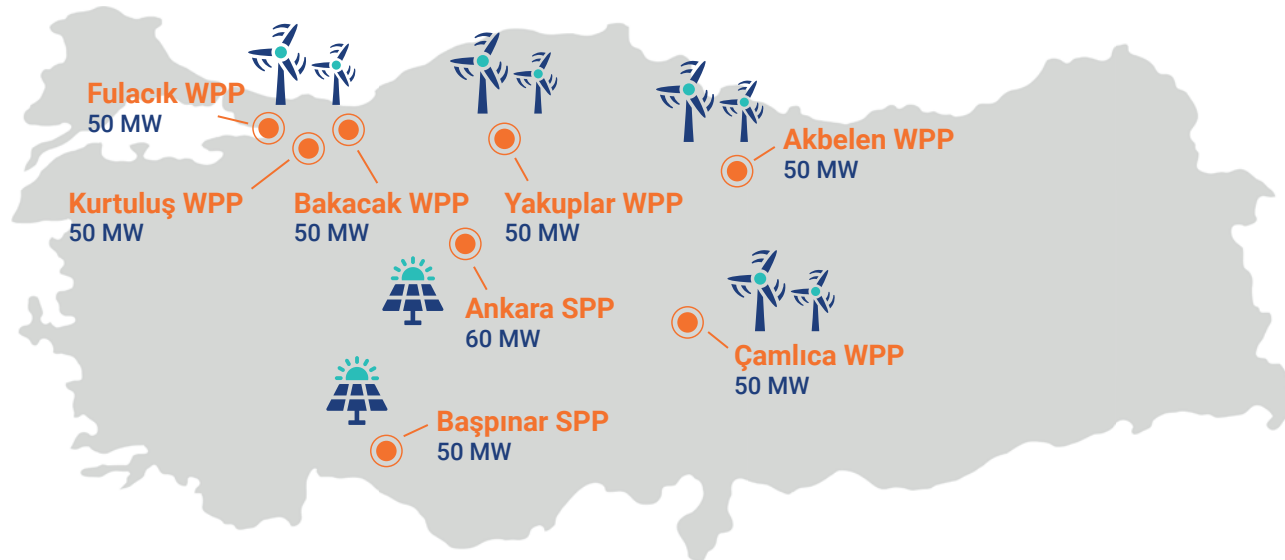 Fulacık WPP
50 MW
Kurtuluş WPP
50 MW
Bakacak WPP
50 MW
Yakuplar WPP
50 MW
Akbelen WPP
50 MW
Ankara SPP
60 MW
Çamlıca WPP
50 MW
Başpınar SPP
50 MW